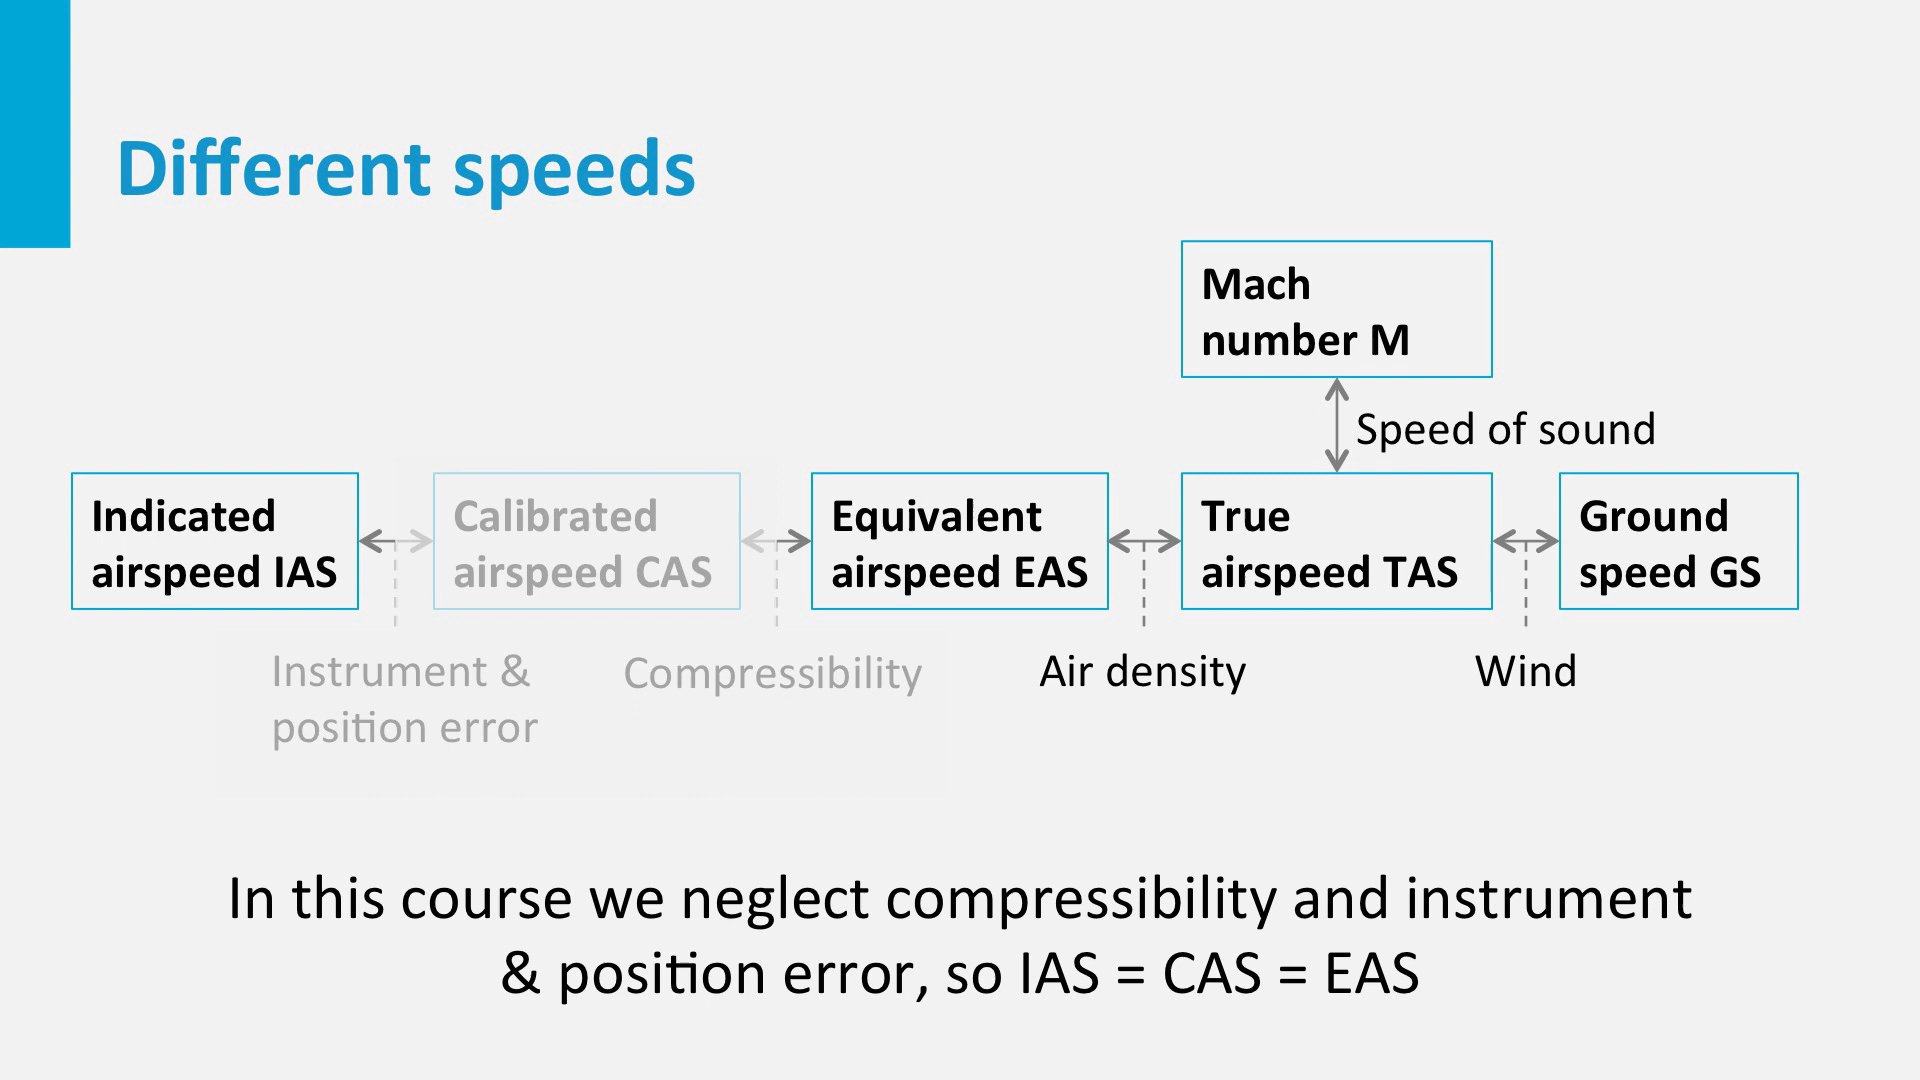 Different speeds
Mach
number M
Speed of sound
Indicated
airspeed IAS
Calibrated
airspeed CAS
Equivalent
airspeed EAS
True
airspeed TAS
Ground
speed GS
Instrument &
position error
Compressibility
Air density
Wind
In this course we neglect compressibility and instrument
& position error, so IAS = CAS = EAS